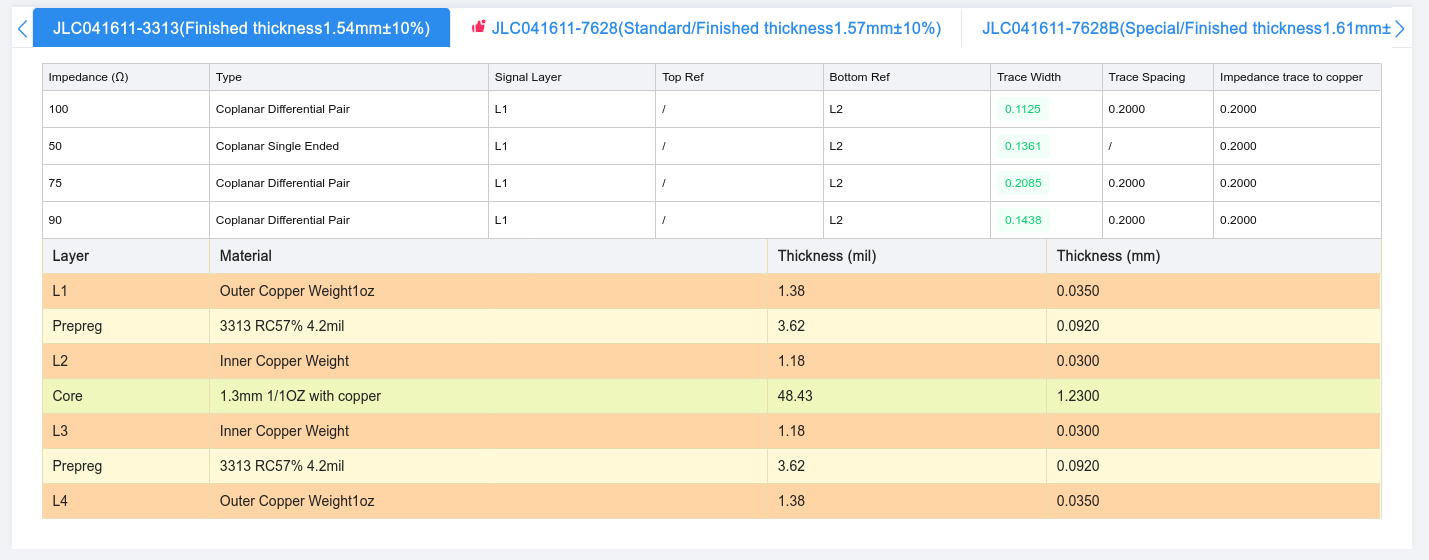 JLC041611-3313(Finished thickness1.54mm±10%) JLC041611-7628(Standard/Finished thickness1.57mm±10%) JLC041611-7628B(Special/Finished thickness1.61mm±
Impedance (Ω) Type Signal Layer Top Ref Bottom Ref Trace Width Trace Spacing Impedance trace to copper
100 Coplanar Differential Pair L1 / L2 0.1125 0.2000 0.2000
50 Coplanar Single Ended L1 / L2 0.1361 / 0.2000
75 Coplanar Differential Pair L1 / L2 0.2085 0.2000 0.2000
90 Coplanar Differential Pair L1 / L2 0.1438 0.2000 0.2000
Layer Material Thickness (mil) Thickness (mm)
L1 Outer Copper Weight1oz 1.38 0.0350
Prepreg 3313 RC57% 4.2mil 3.62 0.0920
L2 Inner Copper Weight 1.18 0.0300
Core 1.3mm 1/1OZ with copper 48.43 1.2300
L3 Inner Copper Weight 1.18 0.0300
Prepreg 3313 RC57% 4.2mil 3.62 0.0920
L4 Outer Copper Weight1oz 1.38 0.0350